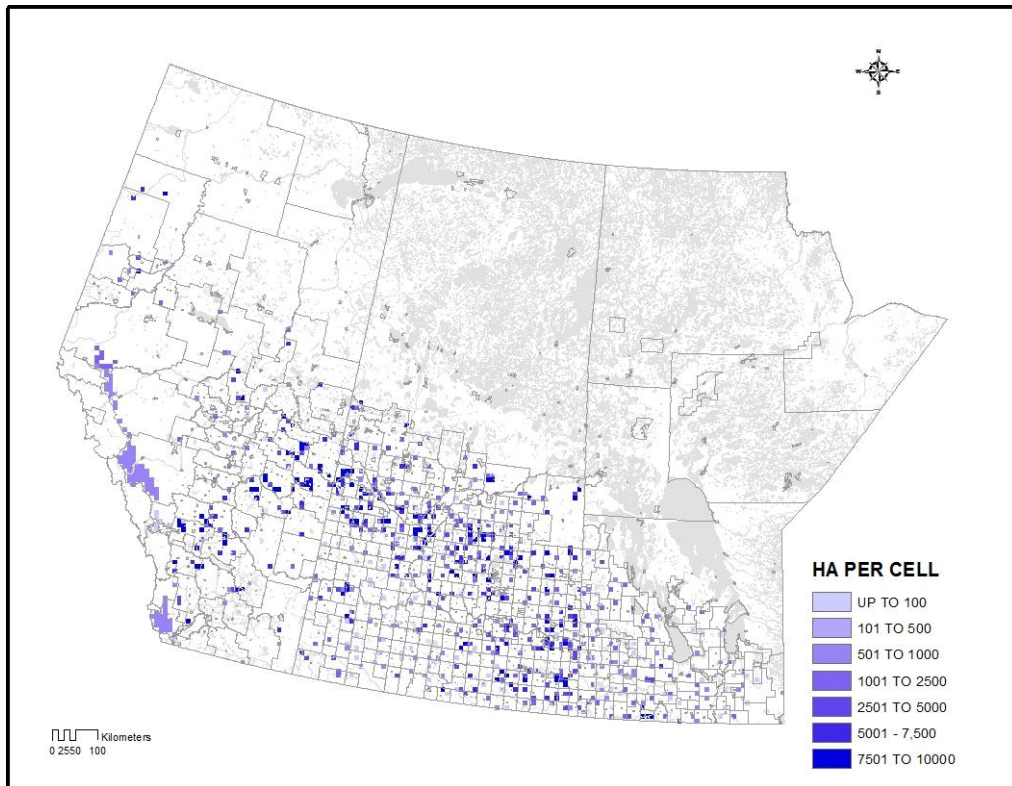 N
W E
S
HA PER CELL
UP TO 100
101 TO 500
501 TO 1000
1001 TO 2500
2501 TO 5000
5001 - 7,500
7501 TO 10000
Kilometers
0 2550 100